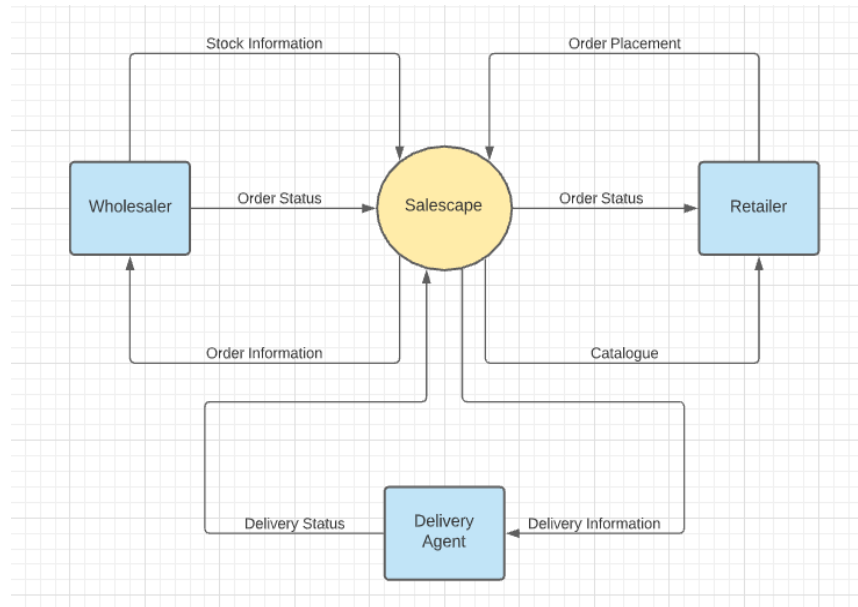 Stock Information
Order Placement
Wholesaler
Order Status
Salescape
Order Status
Retailer
Order Information
Catalogue
Delivery Status
Delivery
Agent
Delivery Information